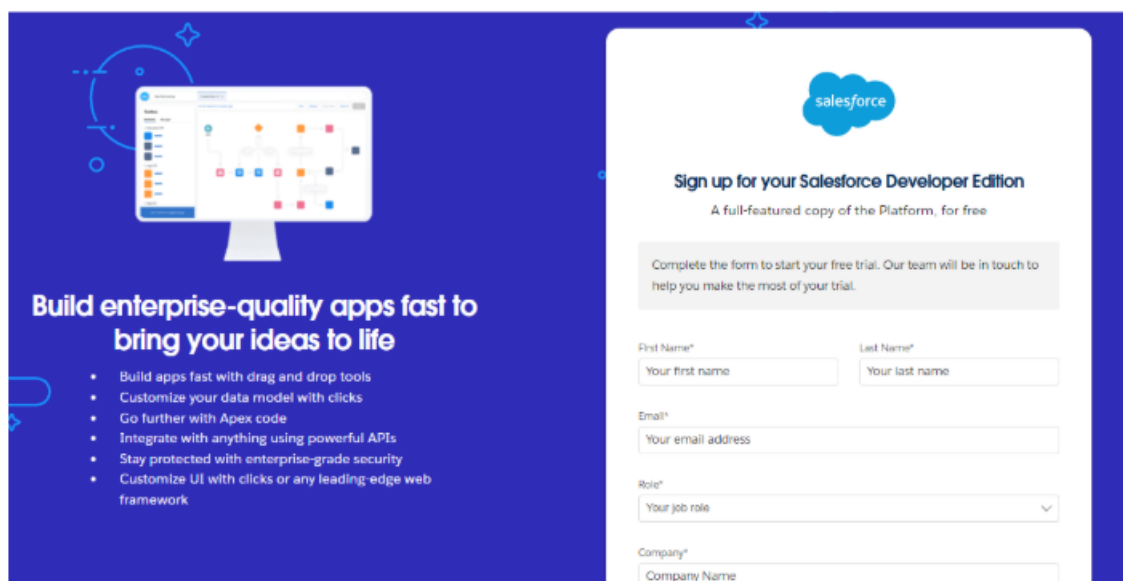 Build enterprise-quality apps fast to
bring your ideas to life
• Build apps fast with drag and drop tools
• Customize your data model with clicks
• Go further with Apex code
• Integrate with anything using powerful APIs
• Stay protected with enterprise-grade security
• Customize UI with clicks or any leading-edge web
framework
salesforce
Sign up for your Salesforce Developer Edition
A full-featured copy of the Platform, for free
Complete the form to start your free trial. Our team will be in touch to
help you make the most of your trial.
First Name* Last Name*
Your first name Your last name
Email*
Your email address
Role*
Your job role
Company*
Company Name